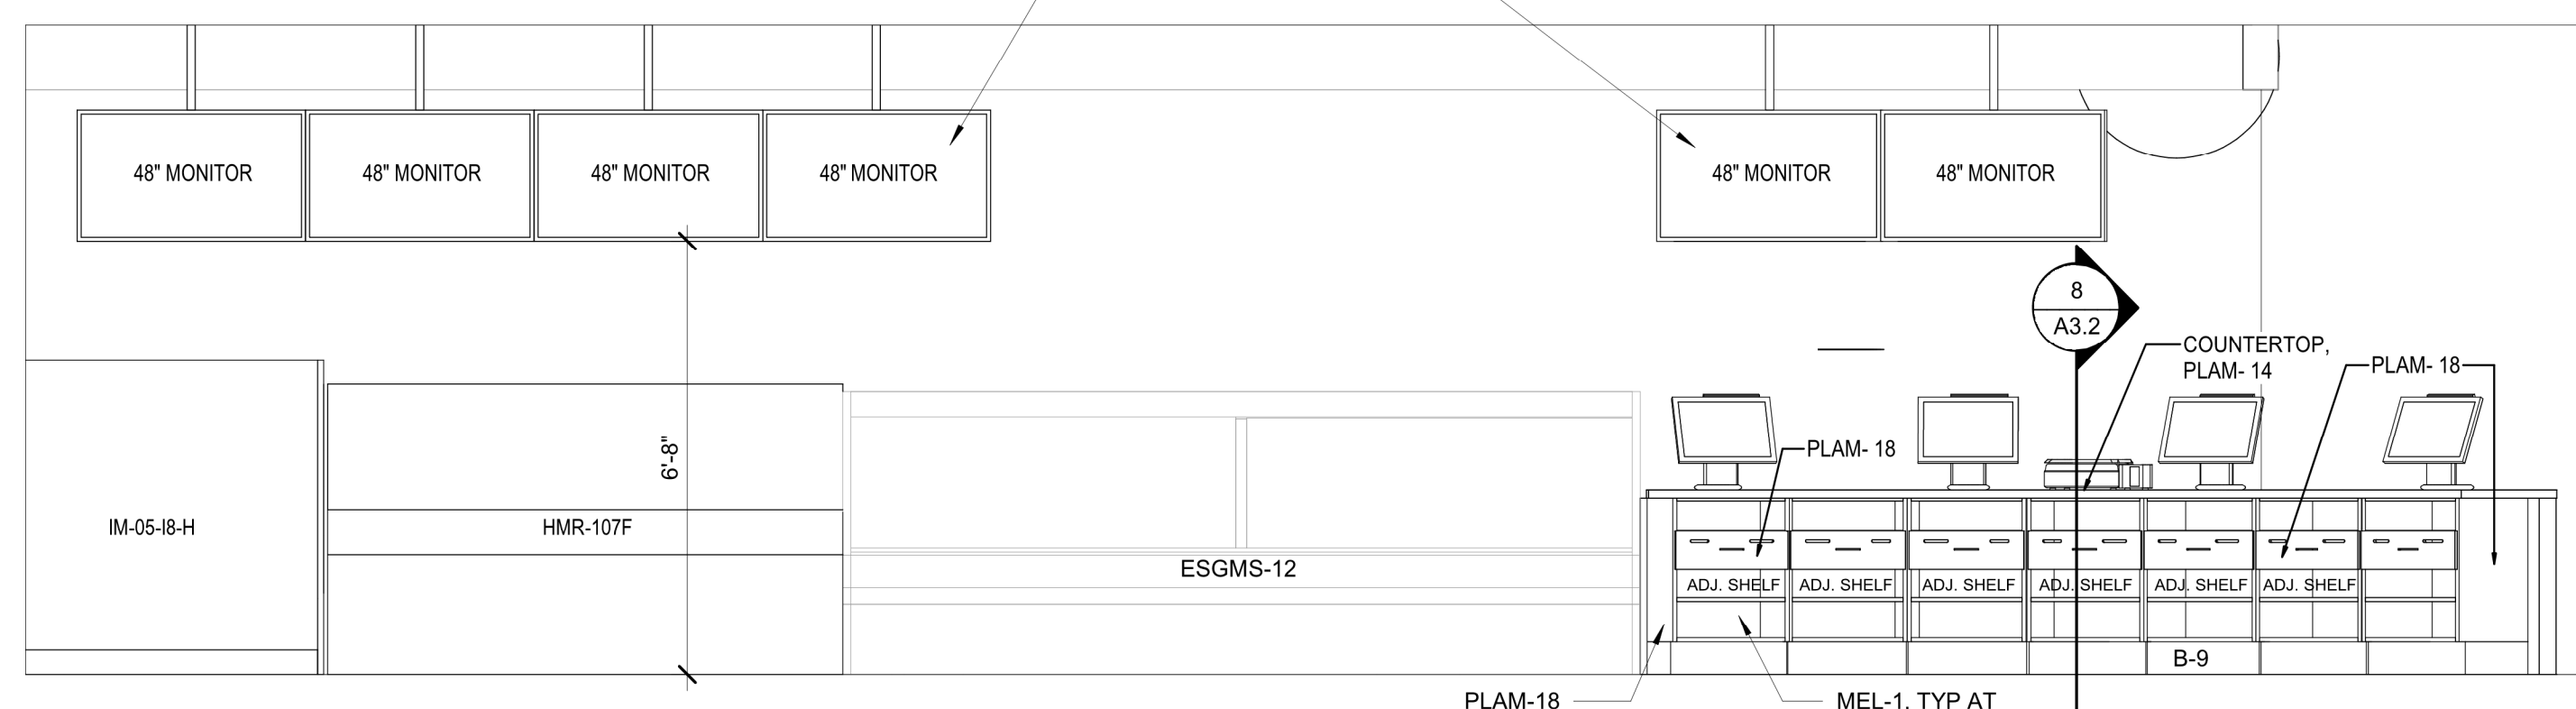 48" MONITOR
48" MONITOR
48" MONITOR
48" MONITOR
48" MONITOR
48" MONITOR
8
A3.2
COUNTERTOP,
PLAM- 14
PLAM- 18
PLAM- 18
6'-8"
IM-05-I8-H
HMR-107F
ESGMS-12
ADJ. SHELF
ADJ. SHELF
ADJ. SHELF
ADJ. SHELF
ADJ. SHELF
ADJ. SHELF
B-9
PLAM-18
MEL-1, TYP AT